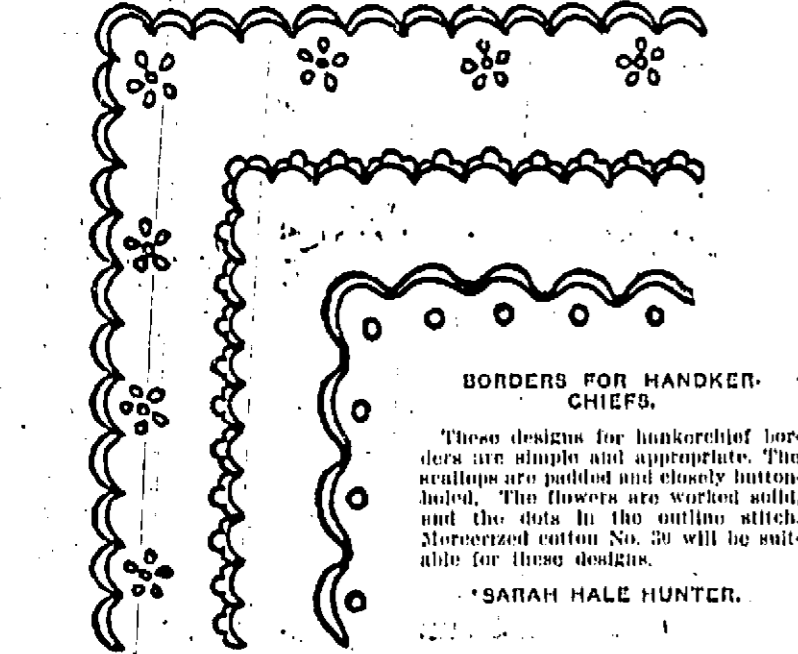 BORDERS FOR HANDKER-
CHIEFS.
These designs for hankerchief bor-
ders are simple and appropriate. The
scallops are padded and closely button-
holed. The flowers are worked solid,
and the dots in the outline stitch.
Mercerized cotton No. 30 will be suit-
able for these designs.
SARAH HALE HUNTER.